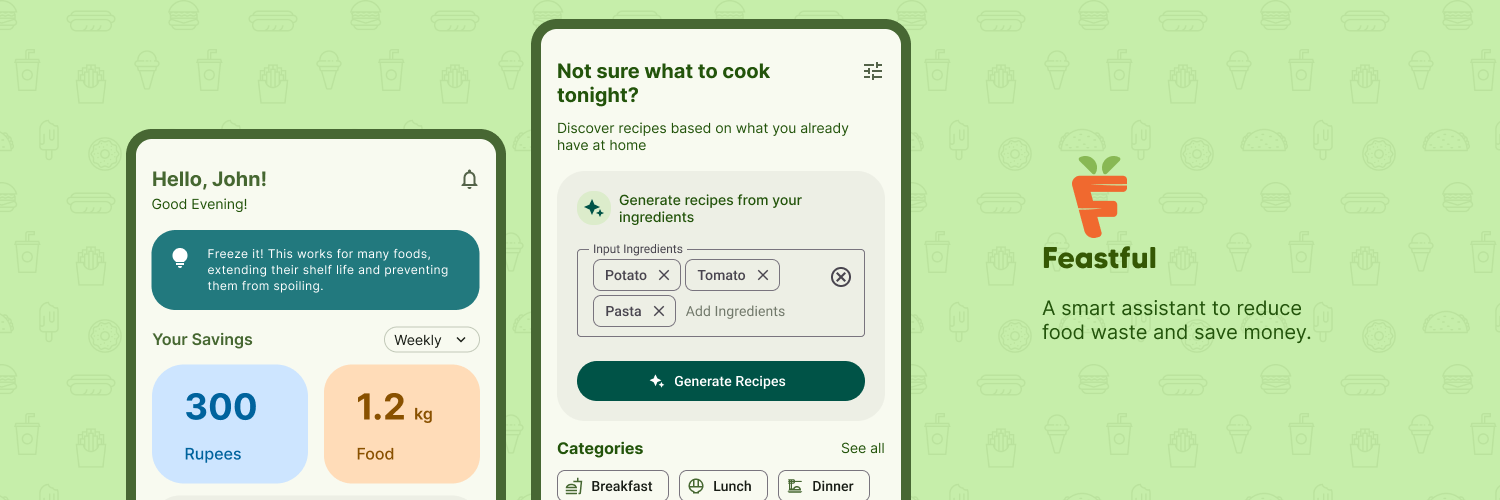 Hello, John!
Good Evening!
Freeze it! This works for many foods,
extending their shelf life and preventing
them from spoiling.
Your Savings
Weekly
300
Rupees
1.2 kg
Food
Not sure what to cook
tonight?
Discover recipes based on what you already
have at home
Generate recipes from your
ingredients
Input Ingredients
Potato
Tomato
Pasta
Add Ingredients
Generate Recipes
Categories
See all
Breakfast
Lunch
Dinner
Feastful
A smart assistant to reduce
food waste and save money.